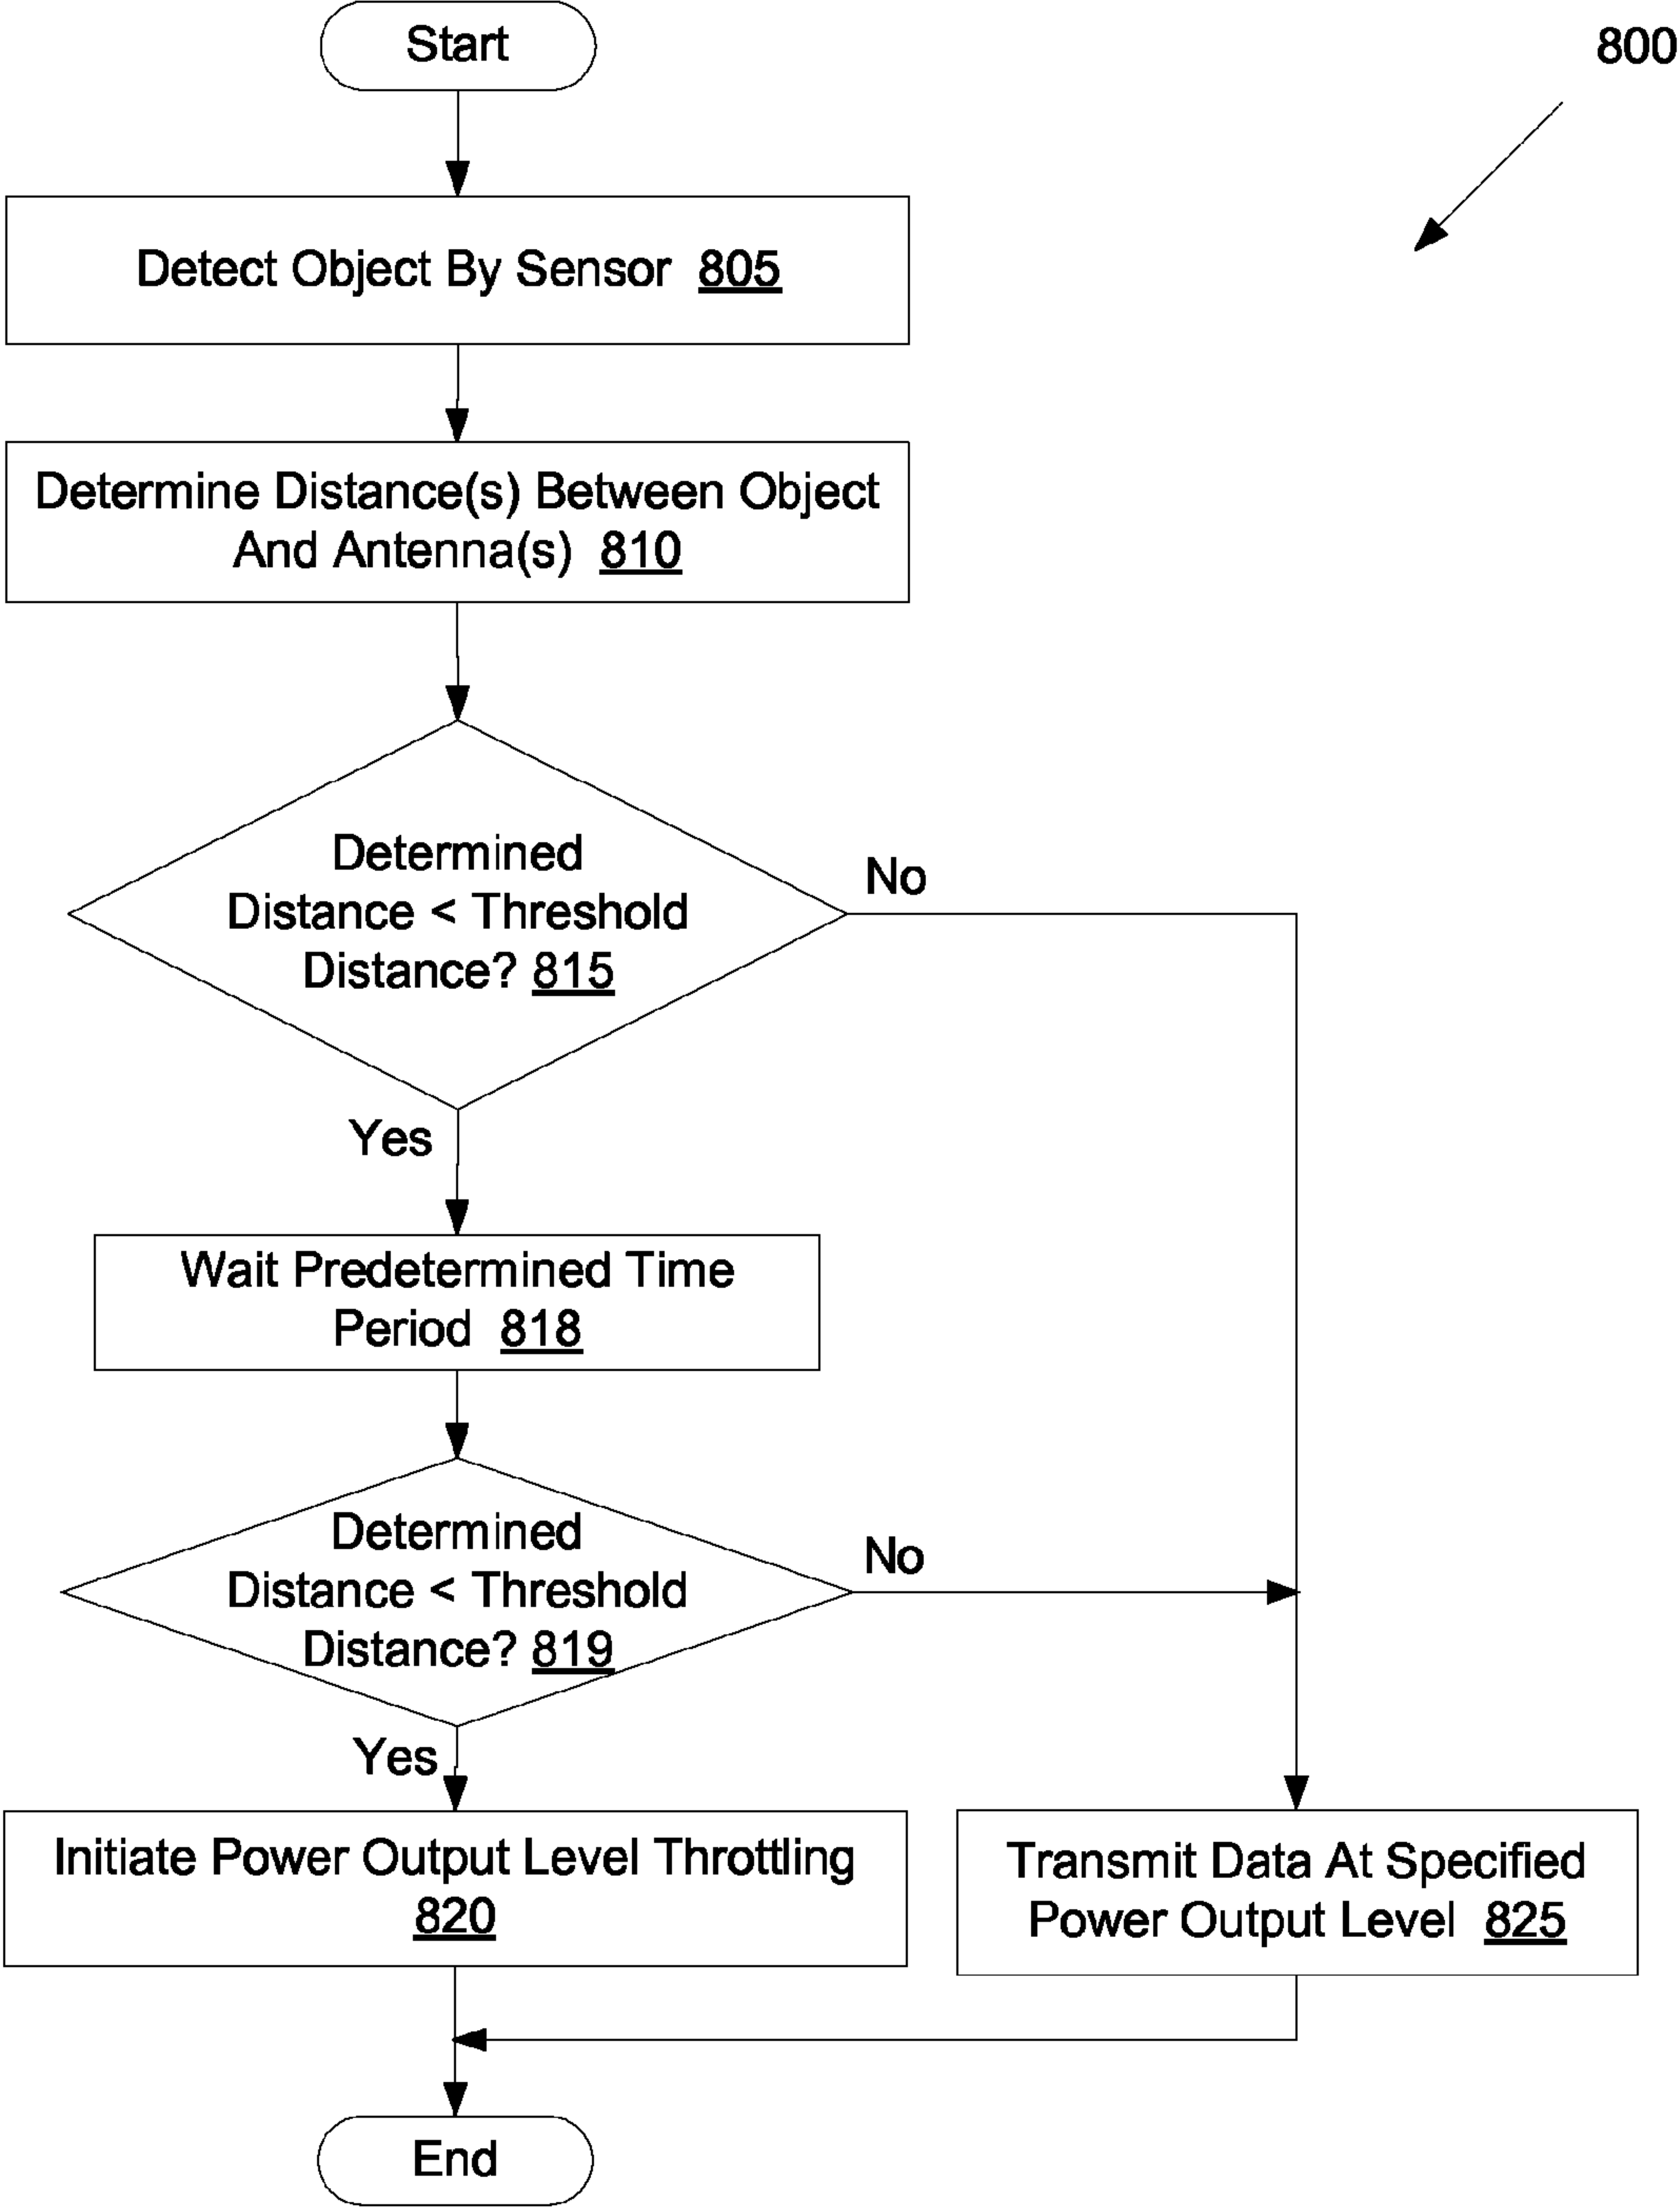 Start
800
Detect Object By Sensor 805
Determine Distance(s) Between Object
And Antenna(s) 810
Determined
Distance < Threshold
Distance? 815
No
Yes
Wait Predetermined Time
Period 818
Determined
Distance < Threshold
Distance? 819
No
Yes
Initiate Power Output Level Throttling
820
Transmit Data At Specified
Power Output Level 825
End